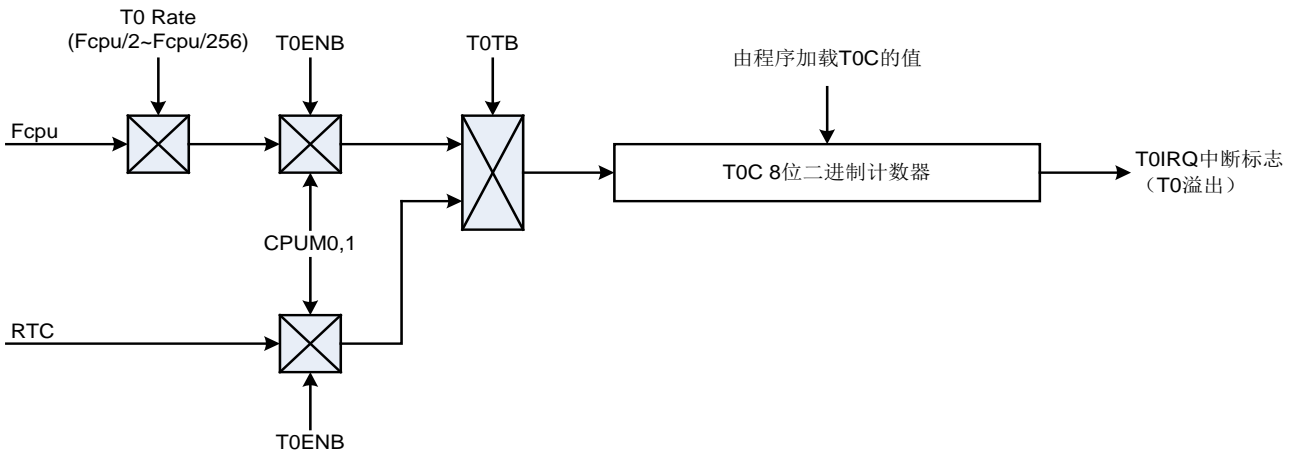 T0 Rate
(Fcpu/2~Fcpu/256)
T0ENB
T0TB
由程序加载T0C的值
Fcpu
T0C 8位二进制计数器
T0IRQ中断标志
（T0溢出）
CPUM0,1
RTC
T0ENB